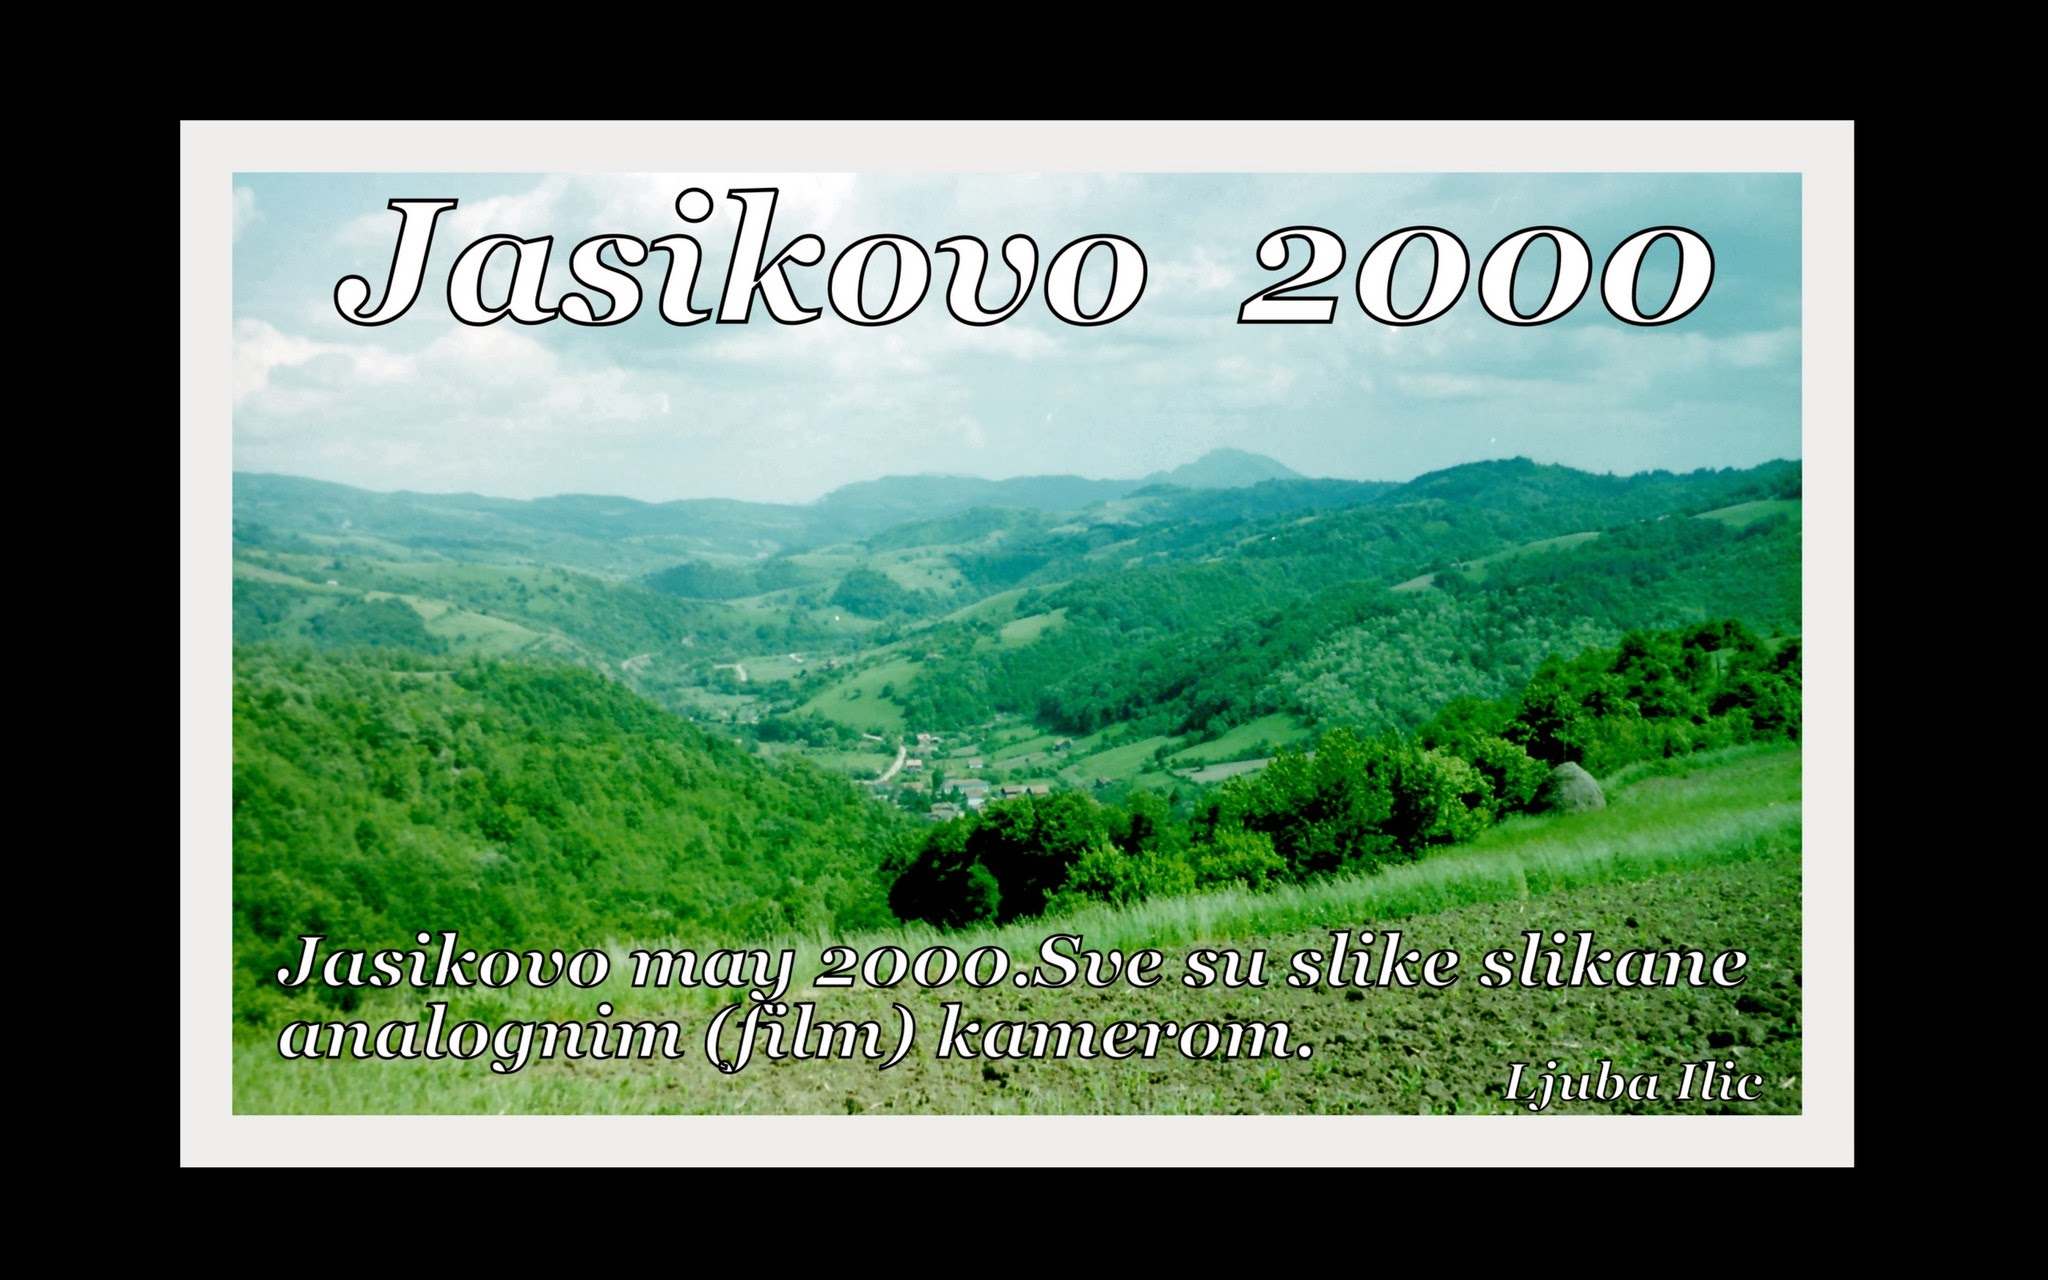 Jasikovo 2000
Jasikovo may 2000.Sve su slike slikane
analognim (film) kamerom.
Ljuba Ilic